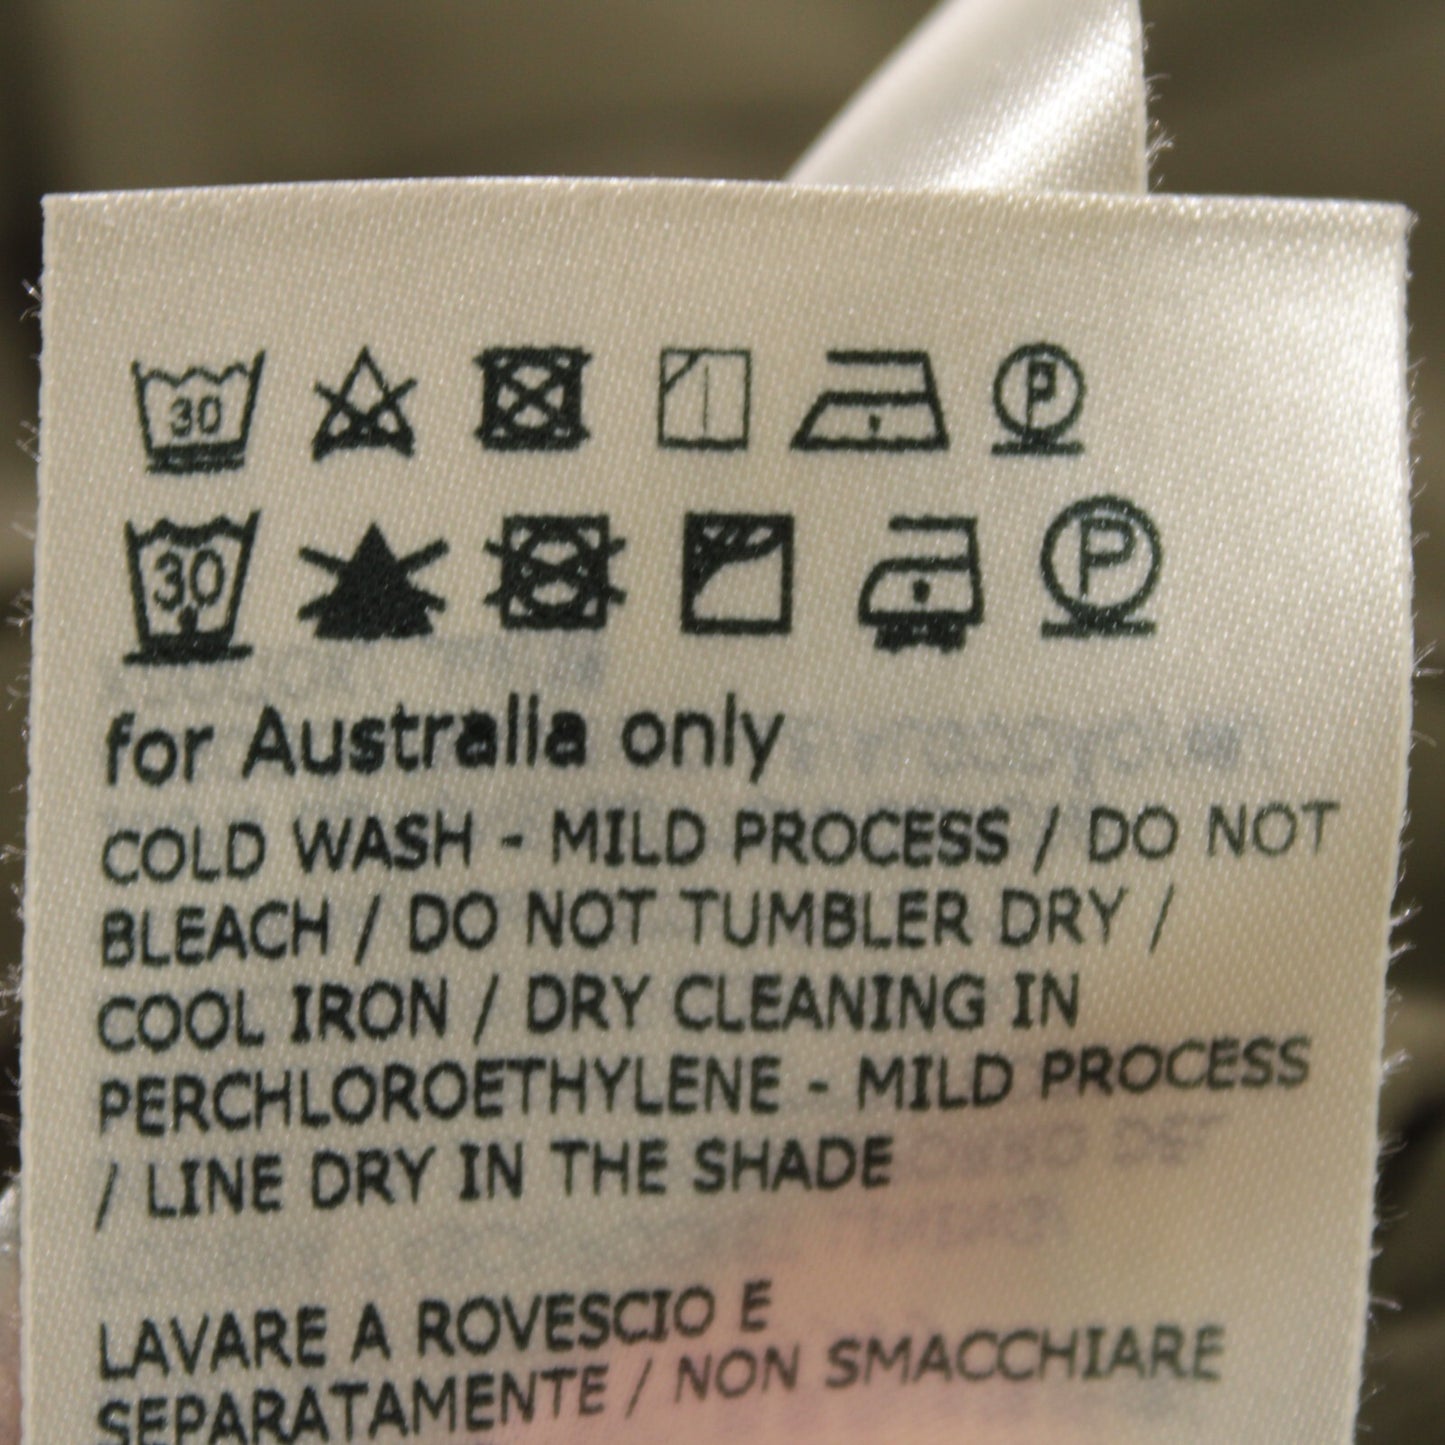 30 P
30 P
for Australia only
COLD WASH - MILD PROCESS / DO NOT
BLEACH / DO NOT TUMBLER DRY /
COOL IRON / DRY CLEANING IN
PERCHLOROETHYLENE - MILD PROCESS
/ LINE DRY IN THE SHADE
LAVARE A ROVESCIO E
SEPARATAMENTE / NON SMACCHIARE